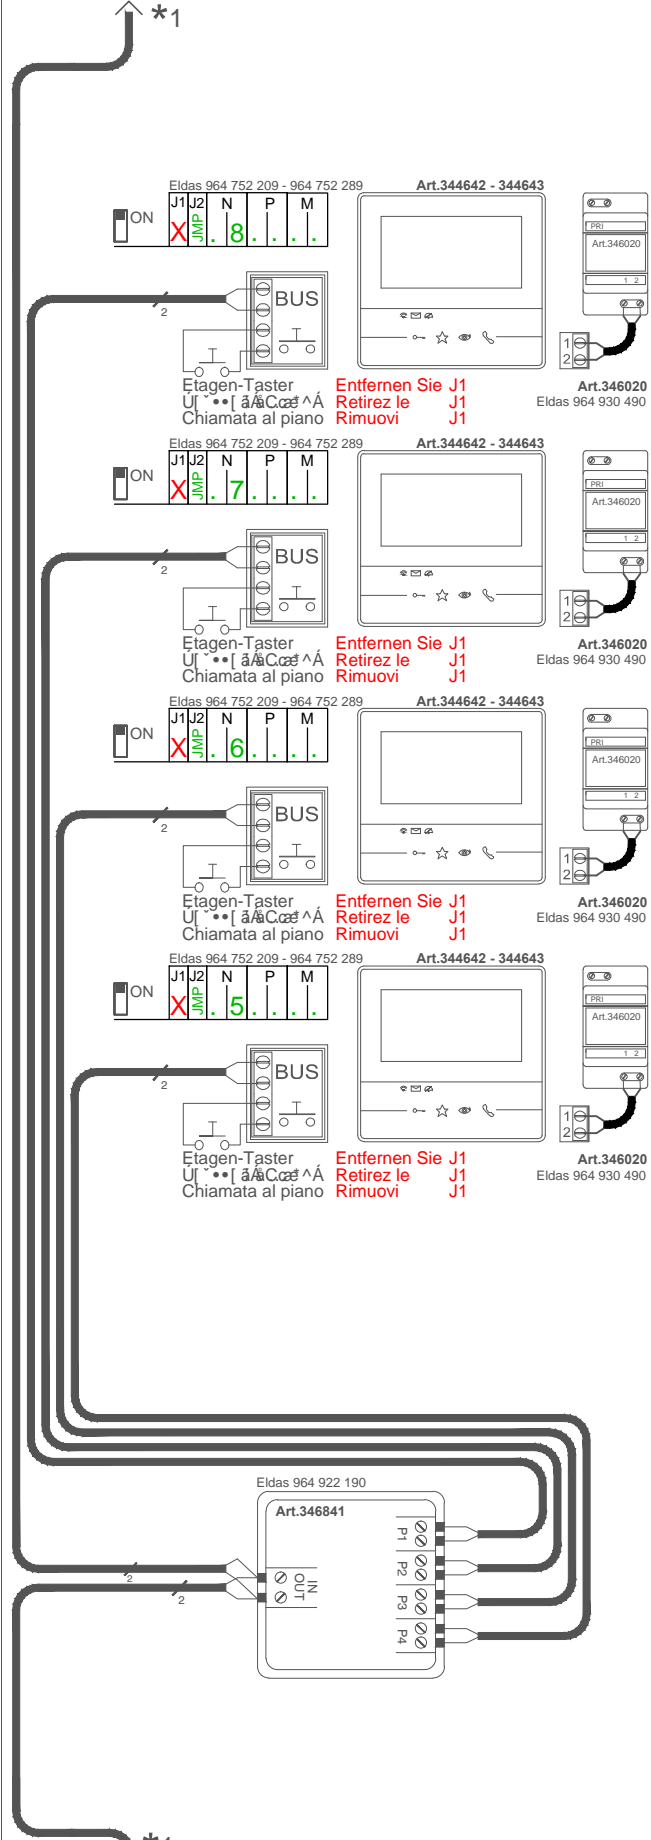 *1
Eldas 964 752 209 - 964 752 289
Art.344642 - 344643
ON
J1 J2 N P M
X JMP . 8 . . . .
PRI
Art.346020
1 2
BUS
2
1
2
Etagen-Taster Entfernen Sie J1
Retirez le J1
Chiamata al piano Rimuovi J1
Art.346020
Eldas 964 930 490
Eldas 964 752 209 - 964 752 289
Art.344642 - 344643
ON
J1 J2 N P M
X JMP . 7 . . . .
PRI
Art.346020
1 2
BUS
2
1
2
Etagen-Taster Entfernen Sie J1
Retirez le J1
Chiamata al piano Rimuovi J1
Art.346020
Eldas 964 930 490
Eldas 964 752 209 - 964 752 289
Art.344642 - 344643
ON
J1 J2 N P M
X JMP . 6 . . . .
PRI
Art.346020
1 2
BUS
2
1
2
Etagen-Taster Entfernen Sie J1
Retirez le J1
Chiamata al piano Rimuovi J1
Art.346020
Eldas 964 930 490
Eldas 964 752 209 - 964 752 289
Art.344642 - 344643
ON
J1 J2 N P M
X JMP . 5 . . . .
PRI
Art.346020
1 2
BUS
2
1
2
Etagen-Taster Entfernen Sie J1
Retirez le J1
Chiamata al piano Rimuovi J1
Art.346020
Eldas 964 930 490
Eldas 964 922 190
Art.346841
P1
P2
P3
P4
IN
OUT
2
2